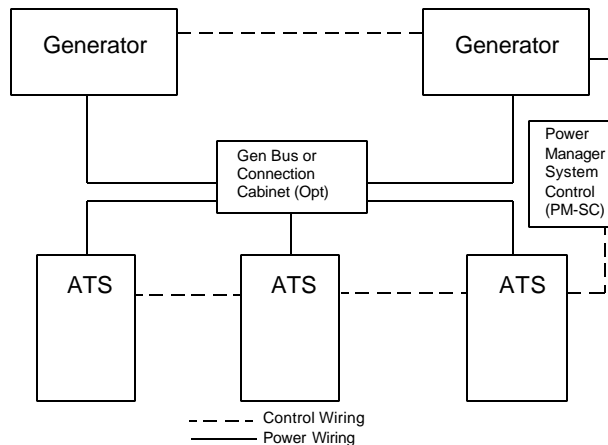 Generator
Generator
Gen Bus or
Connection
Cabinet (Opt)
Power
Manager
System
Control
(PM-SC)
ATS
ATS
ATS
Control Wiring
Power Wiring